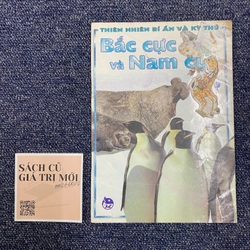 THIÊN NHIÊN BÍ ẨN VÀ KỲ THÚ
Bắc cực
và Nam cực
SÁCH CŨ
GIÁ TRỊ MỚI